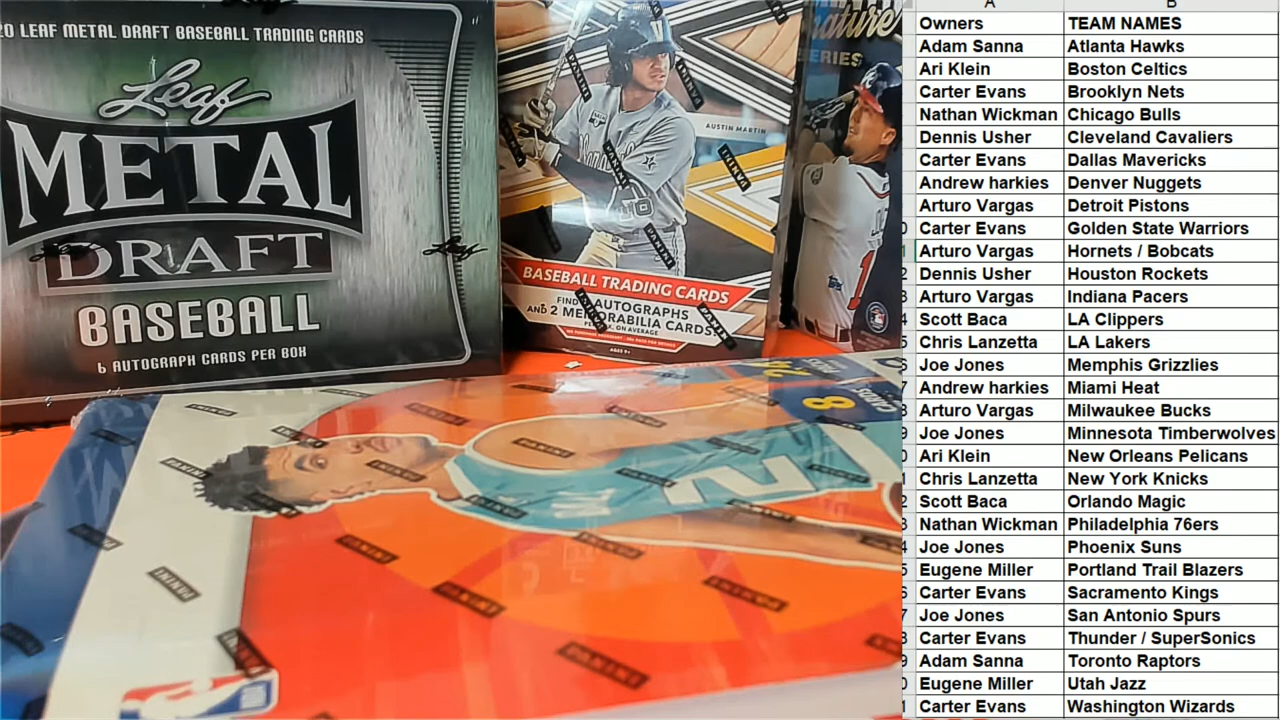 20 LEAF METAL DRAFT BASEBALL TRADING CARDS
Leaf
METAL
DRAFT
BASEBALL
6 AUTOGRAPH CARDS PER BOX
Leaf
Leaf
AUSTIN MARTIN
BASEBALL TRADING CARDS
AUTOGRAPHS
AND 2 MEMORABILIA CARDS
PANINI
SERIES
8
CARDS
A B
Owners TEAM NAMES
Adam Sanna Atlanta Hawks
Ari Klein Boston Celtics
Carter Evans Brooklyn Nets
Nathan Wickman Chicago Bulls
Dennis Usher Cleveland Cavaliers
Carter Evans Dallas Mavericks
Andrew harkies Denver Nuggets
Arturo Vargas Detroit Pistons
Carter Evans Golden State Warriors
Arturo Vargas Hornets / Bobcats
Dennis Usher Houston Rockets
Arturo Vargas Indiana Pacers
Scott Baca LA Clippers
Chris Lanzetta LA Lakers
Joe Jones Memphis Grizzlies
Andrew harkies Miami Heat
Arturo Vargas Milwaukee Bucks
Joe Jones Minnesota Timberwolves
Ari Klein New Orleans Pelicans
Chris Lanzetta New York Knicks
Scott Baca Orlando Magic
Nathan Wickman Philadelphia 76ers
Joe Jones Phoenix Suns
Eugene Miller Portland Trail Blazers
Carter Evans Sacramento Kings
Joe Jones San Antonio Spurs
Carter Evans Thunder / SuperSonics
Adam Sanna Toronto Raptors
Eugene Miller Utah Jazz
Carter Evans Washington Wizards